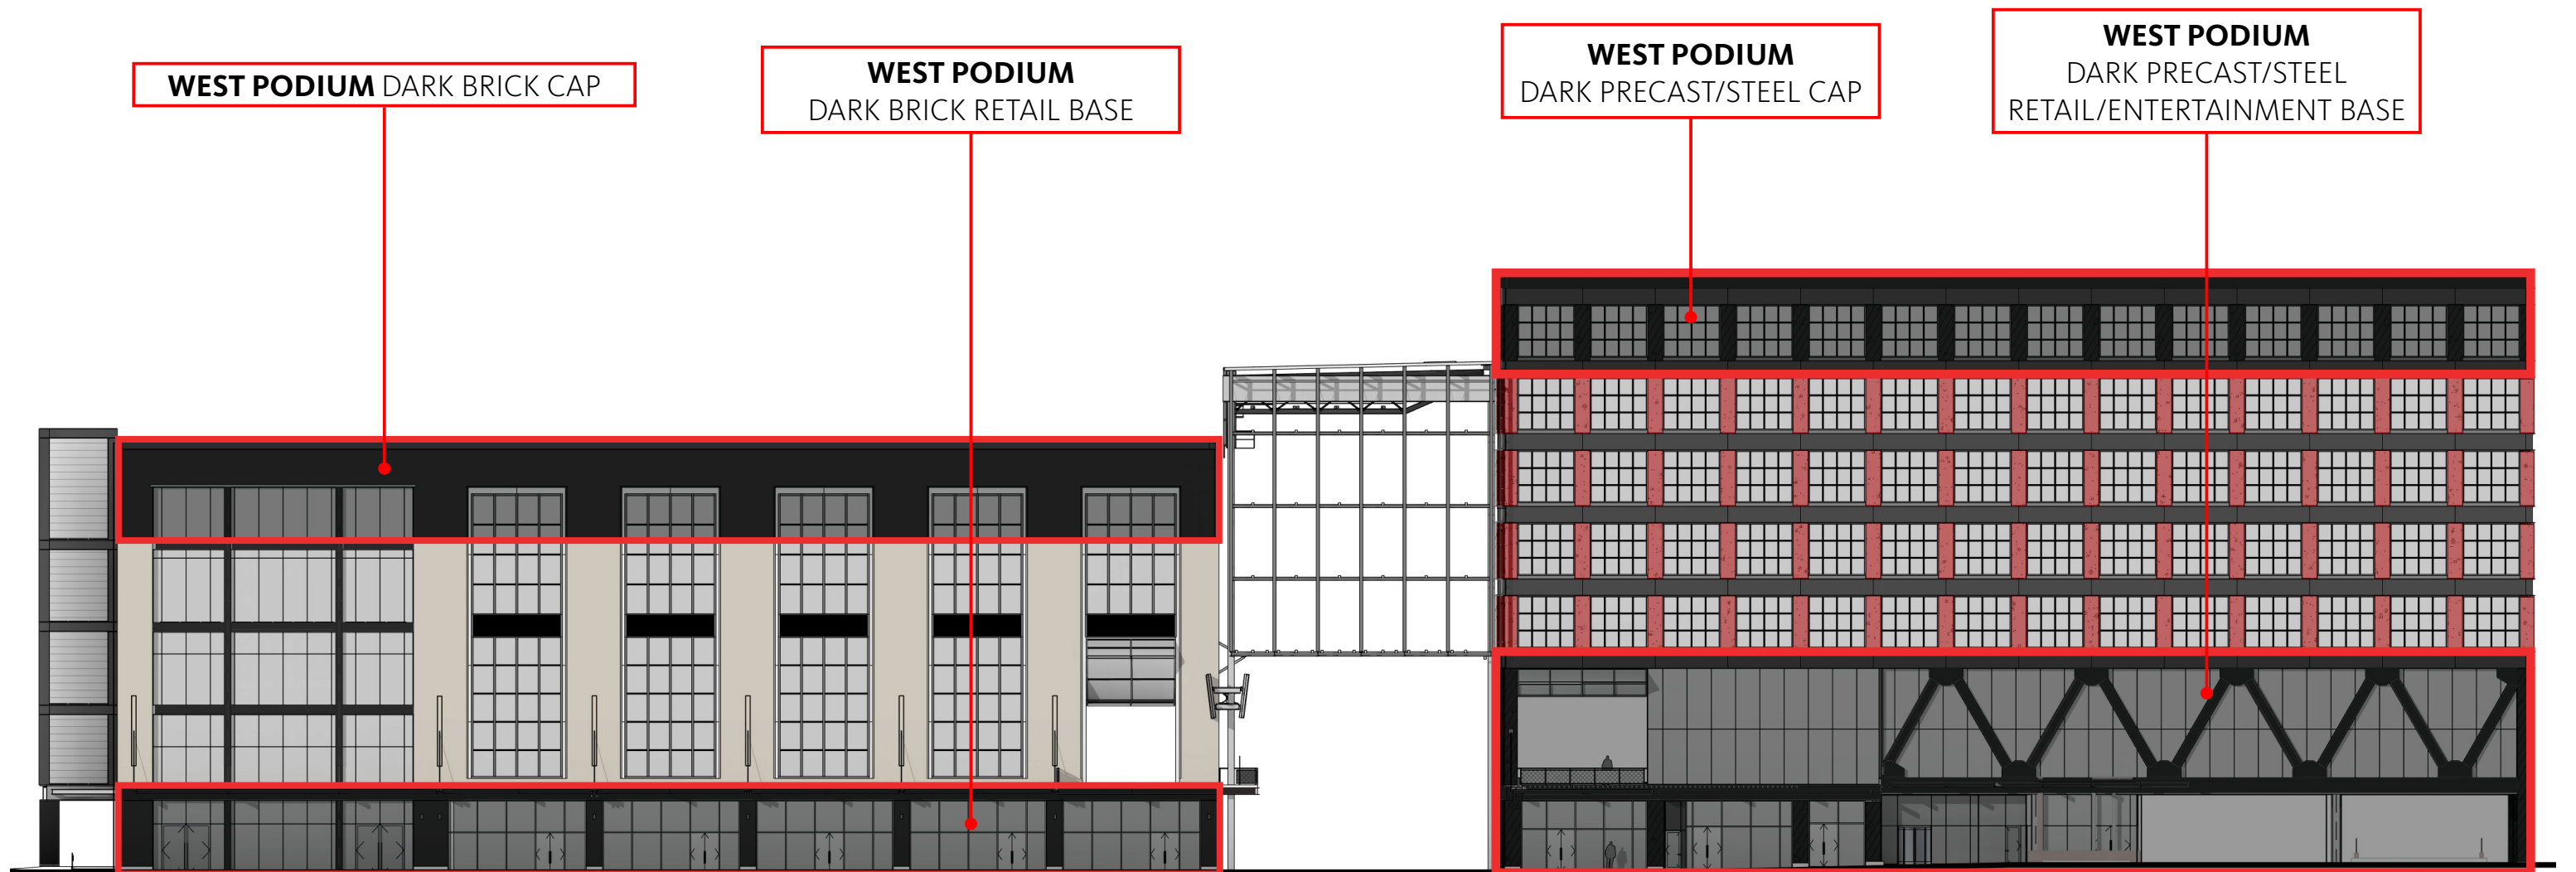 WEST PODIUM DARK BRICK CAP
WEST PODIUM
DARK BRICK RETAIL BASE
WEST PODIUM
DARK PRECAST/STEEL CAP
WEST PODIUM
DARK PRECAST/STEEL
RETAIL/ENTERTAINMENT BASE